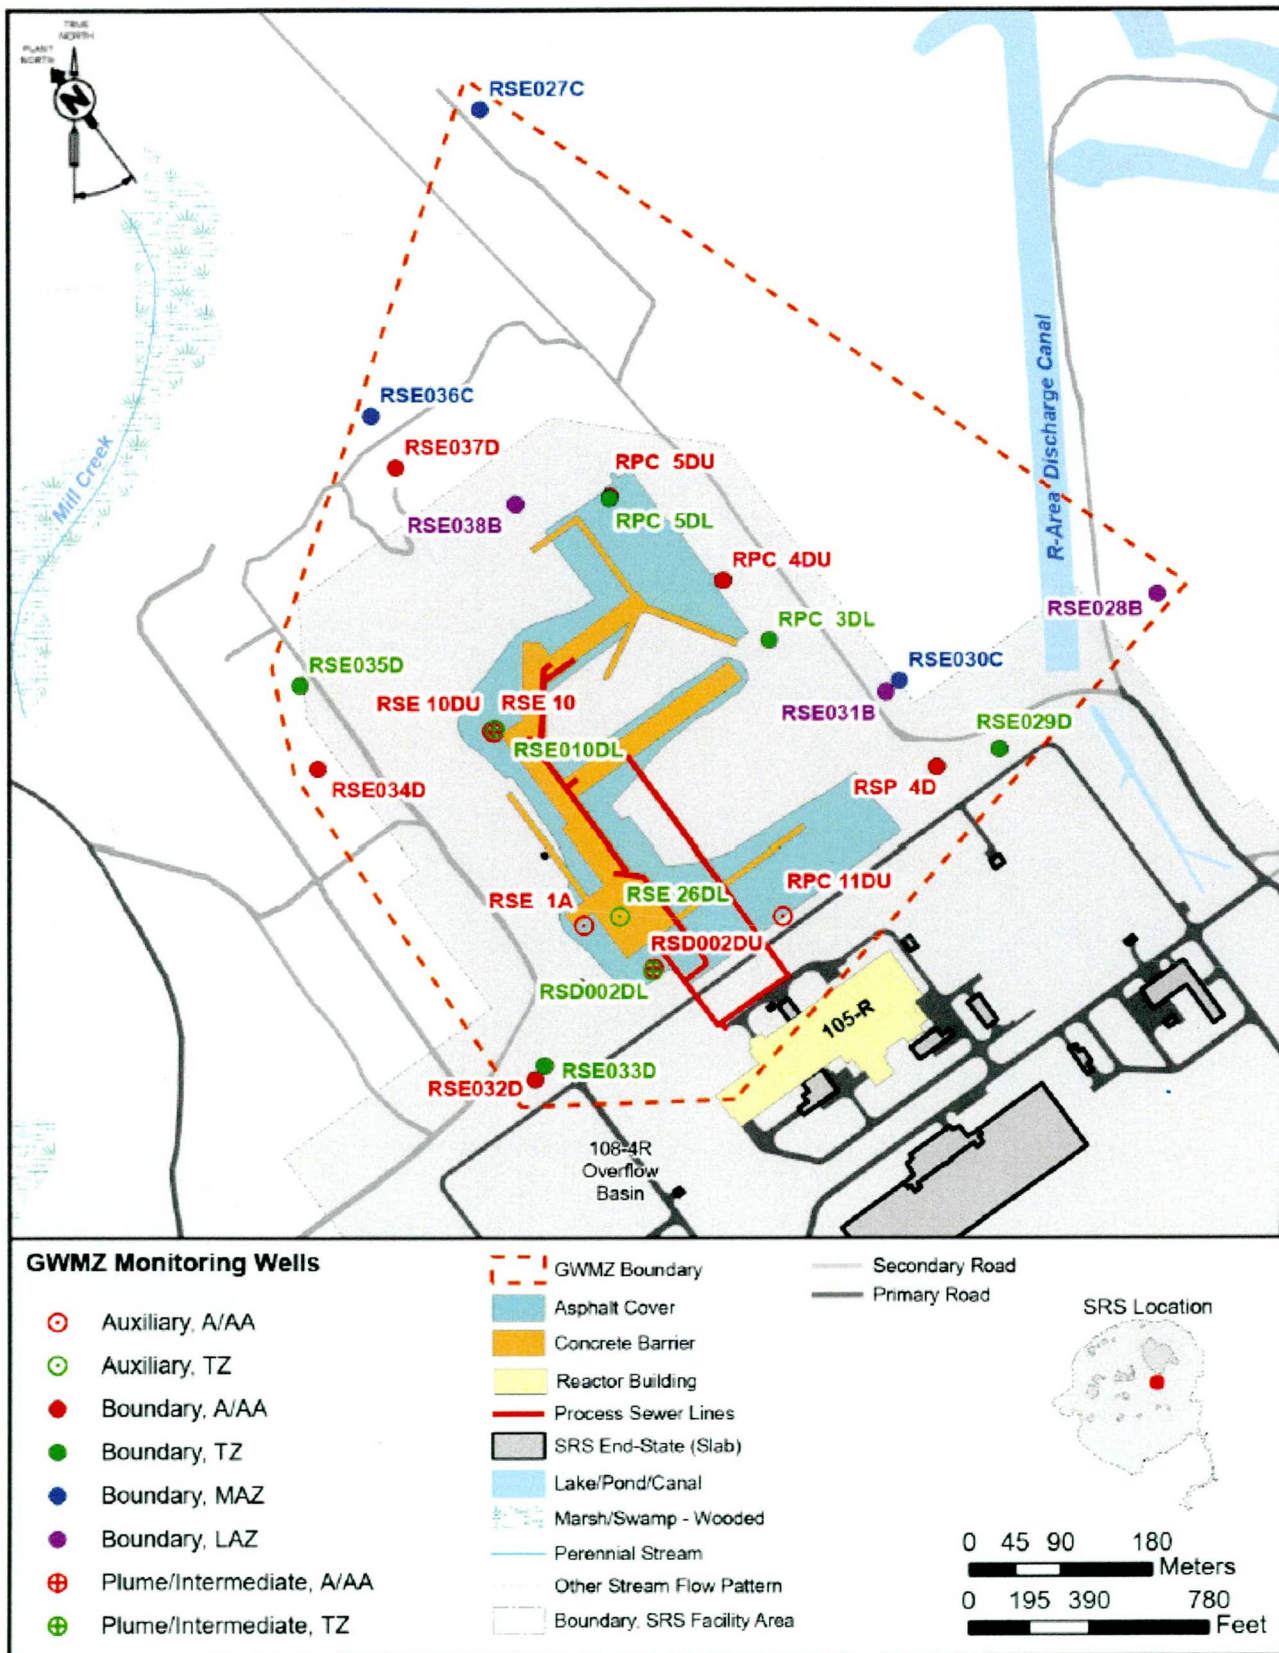 TRUE
NORTH
PLANT
NORTH
N
RSE027C
R-Area Discharge Canal
Mill Creek
RSE036C
RSE037D
RPC 5DU
RSE038B
RPC 5DL
RPC 4DU
RSE028B
RPC 3DL
RSE030C
RSE035D
RSE031B
RSE 10DU
RSE 10
RSE029D
RSE010DL
RSE034D
RSP 4D
RSE 1A
RSE 26DL
RPC 11DU
RSD002DU
RSD002DL
105-R
RSE033D
RSE032D
108-4R
Overflow
Basin
GWMZ Monitoring Wells
Auxiliary, A/AA
Auxiliary, TZ
Boundary, A/AA
Boundary, TZ
Boundary, MAZ
Boundary, LAZ
Plume/Intermediate, A/AA
Plume/Intermediate, TZ
GWMZ Boundary
Asphalt Cover
Concrete Barrier
Reactor Building
Process Sewer Lines
SRS End-State (Slab)
Lake/Pond/Canal
Marsh/Swamp - Wooded
Perennial Stream
Other Stream Flow Pattern
Boundary, SRS Facility Area
Secondary Road
Primary Road
SRS Location
0 45 90 180
Meters
0 195 390 780
Feet